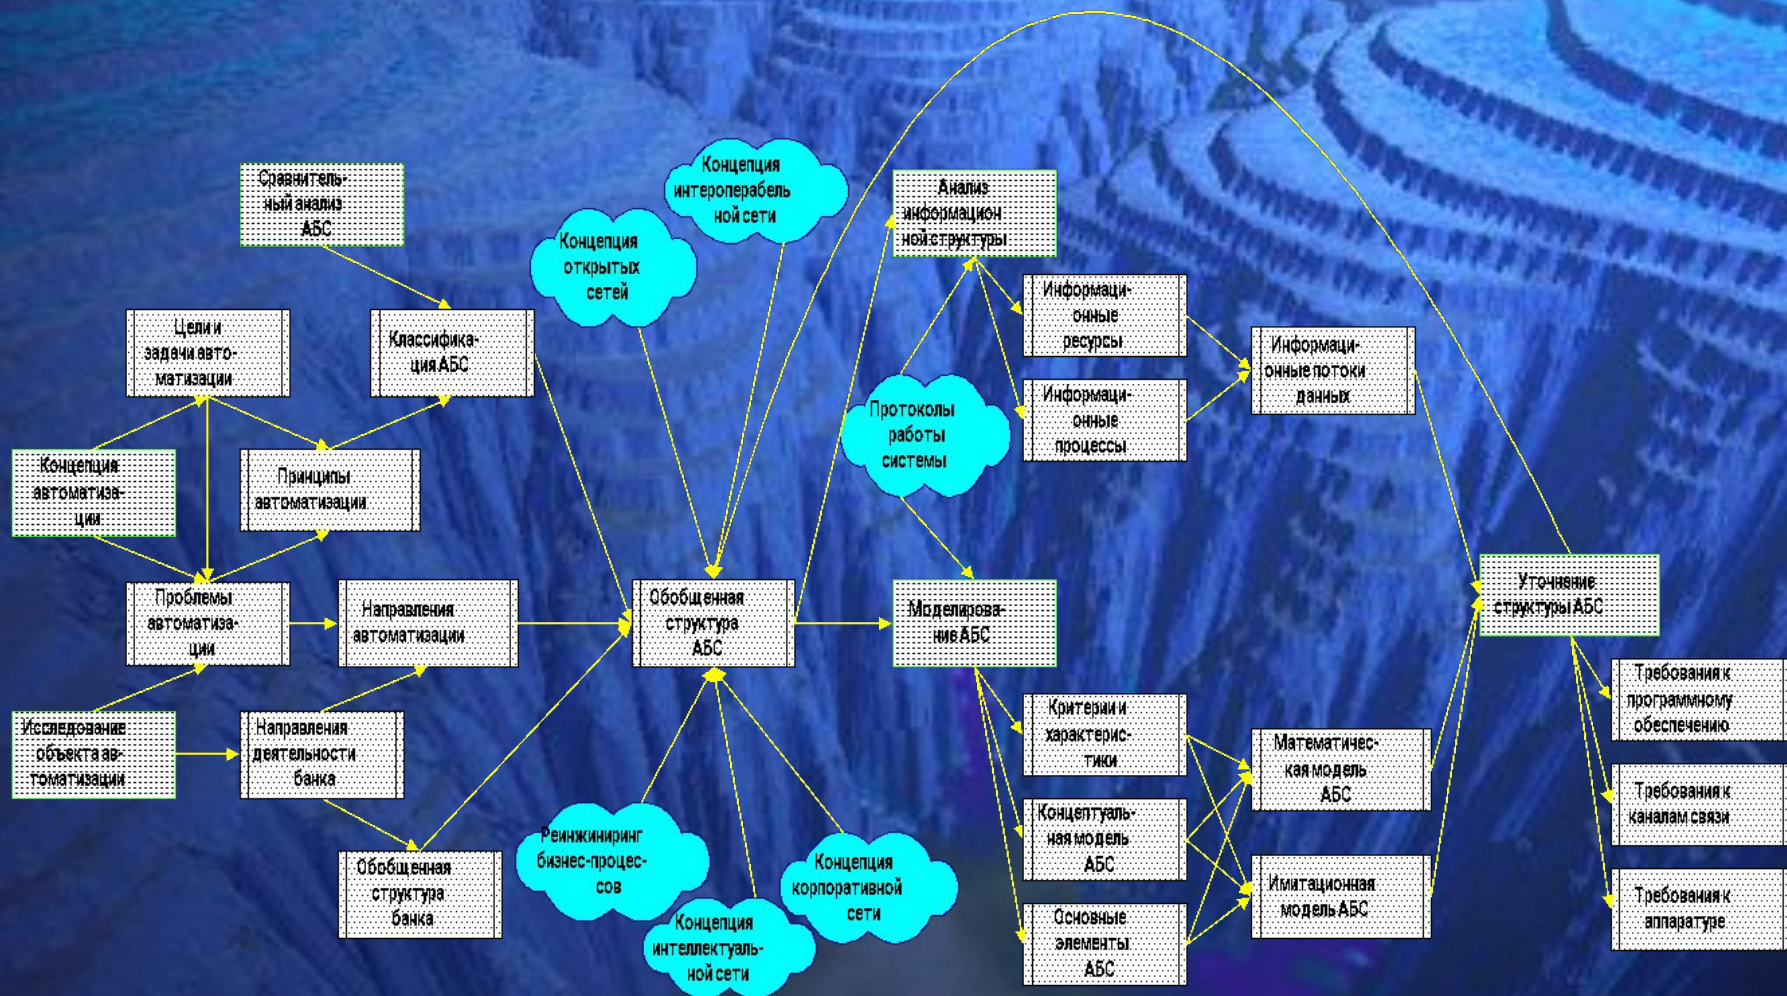 Сравнитель-
ный анализ
АБС
Концепция
открытых
сетей
Концепция
интероперабель
ной сети
Анализ
информацион
ной структуры
Цели и
задачи авто-
матизации
Классифика-
ция АБС
Информаци-
онные
ресурсы
Информаци-
онные потоки
данных
Протоколы
работы
системы
Информаци-
онные
процессы
Концепция
автоматиза-
ции
Принципы
автоматизации
Проблемы
автоматиза-
ции
Направления
автоматизации
Обобщенная
структура
АБС
Моделирова-
ние АБС
Уточнение
структуры АБС
Исследование
объекта ав-
томатизации
Направления
деятельности
банка
Критерии и
характерис-
тики
Математичес-
кая модель
АБС
Требования к
программному
обеспечению
Обобщенная
структура
банка
Реинжиниринг
бизнес-процес-
сов
Концепция
корпоративной
сети
Концептуаль-
ная модель
АБС
Имитационная
модель АБС
Требования к
каналам связи
Концепция
интеллектуаль-
ной сети
Основные
элементы
АБС
Требования к
аппаратуре